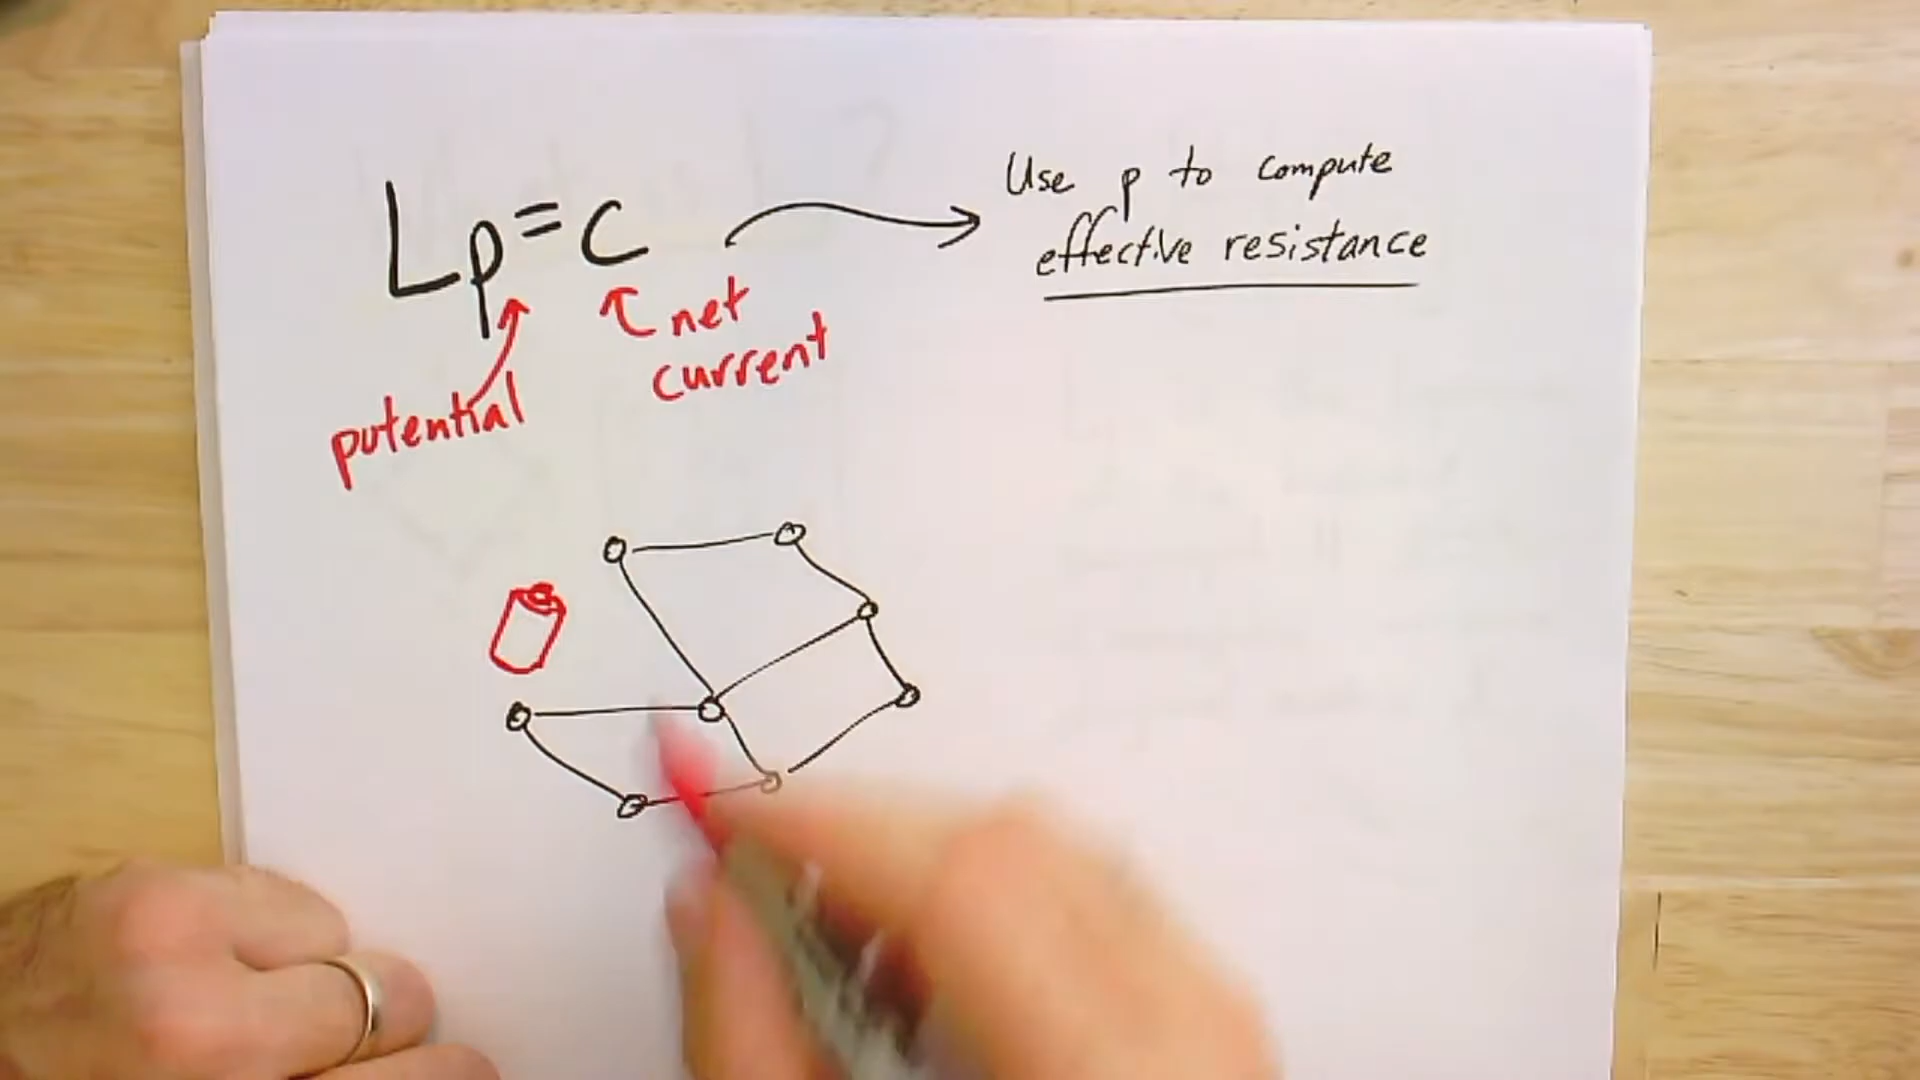 Lp=c
Use p to compute
effective resistance
net
current
potential